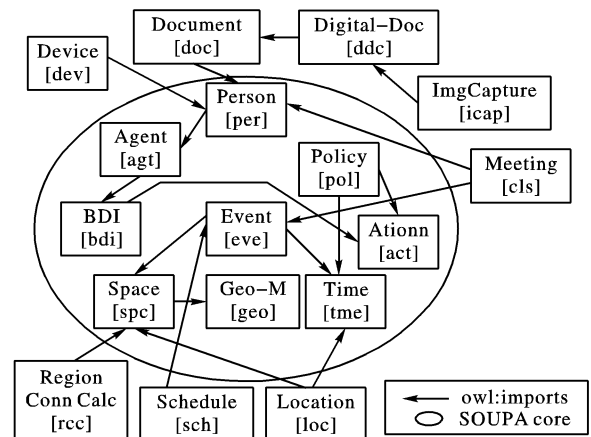 Document
[doc]
Digital-Doc
[ddc]
Device
[dev]
Person
[per]
ImgCapture
[icap]
Agent
[agt]
Policy
[pol]
Meeting
[cls]
BDI
[bdi]
Event
[eve]
Ationn
[act]
Space
[spc]
Geo-M
[geo]
Time
[tme]
Region
Conn Calc
[rcc]
Schedule
[sch]
Location
[loc]
owl:imports
SOUPA core